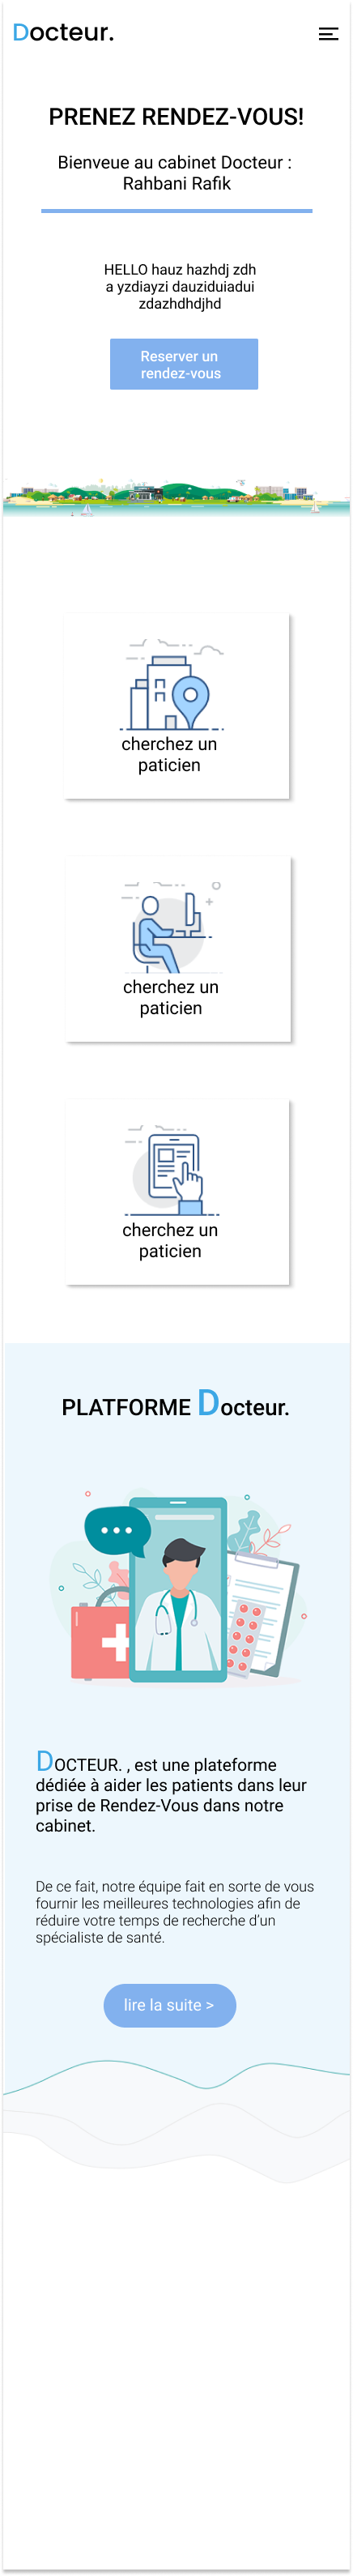 Docteur.
PRENEZ RENDEZ-VOUS!
Bienveue au cabinet Docteur :
Rahbani Rafik
HELLO hauz hazhdj zdh
a yzdiayzi dauziduiadui
zdazhdhdjhd
Reserver un
rendez-vous
cherchez un
paticien
cherchez un
paticien
cherchez un
paticien
PLATFORME Docteur.
DOCTEUR. , est une plateforme
dédiée à aider les patients dans leur
prise de Rendez-Vous dans notre
cabinet.
De ce fait, notre équipe fait en sorte de vous
fournir les meilleures technologies afin de
réduire votre temps de recherche d’un
spécialiste de santé.
lire la suite >